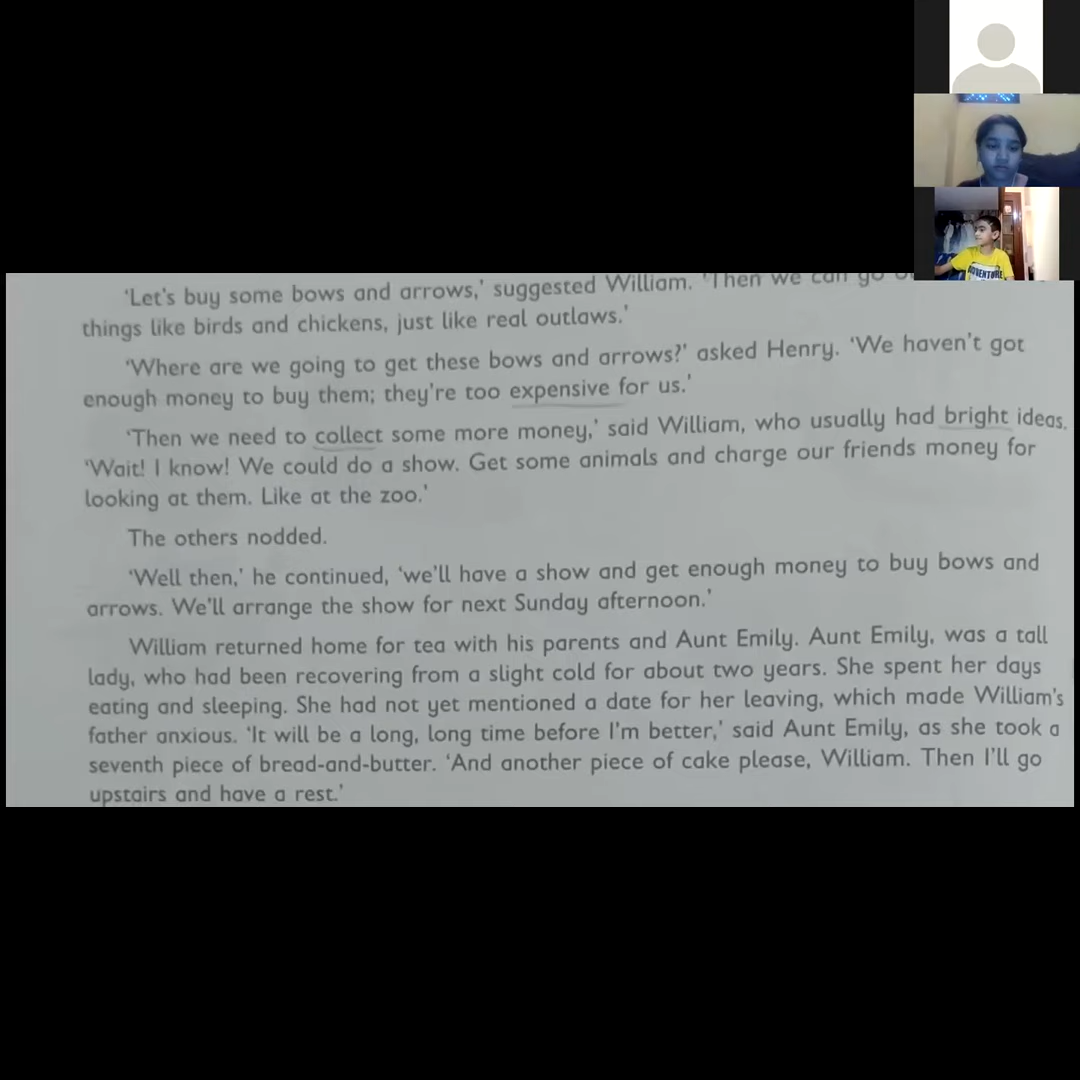 'Let's buy some bows and arrows,' suggested William. 'Then we can go
things like birds and chickens, just like real outlaws.'
'Where are we going to get these bows and arrows?' asked Henry. 'We haven't got
enough money to buy them; they're too expensive for us.'
'Then we need to collect some more money,' said William, who usually had bright ideas.
'Wait! I know! We could do a show. Get some animals and charge our friends money for
looking at them. Like at the zoo.'
The others nodded.
'Well then,' he continued, 'we'll have a show and get enough money to buy bows and
arrows. We'll arrange the show for next Sunday afternoon.'
William returned home for tea with his parents and Aunt Emily. Aunt Emily, was a tall
lady, who had been recovering from a slight cold for about two years. She spent her days
eating and sleeping. She had not yet mentioned a date for her leaving, which made William's
father anxious. 'It will be a long, long time before I'm better,' said Aunt Emily, as she took a
seventh piece of bread-and-butter. 'And another piece of cake please, William. Then I'll go
upstairs and have a rest.'